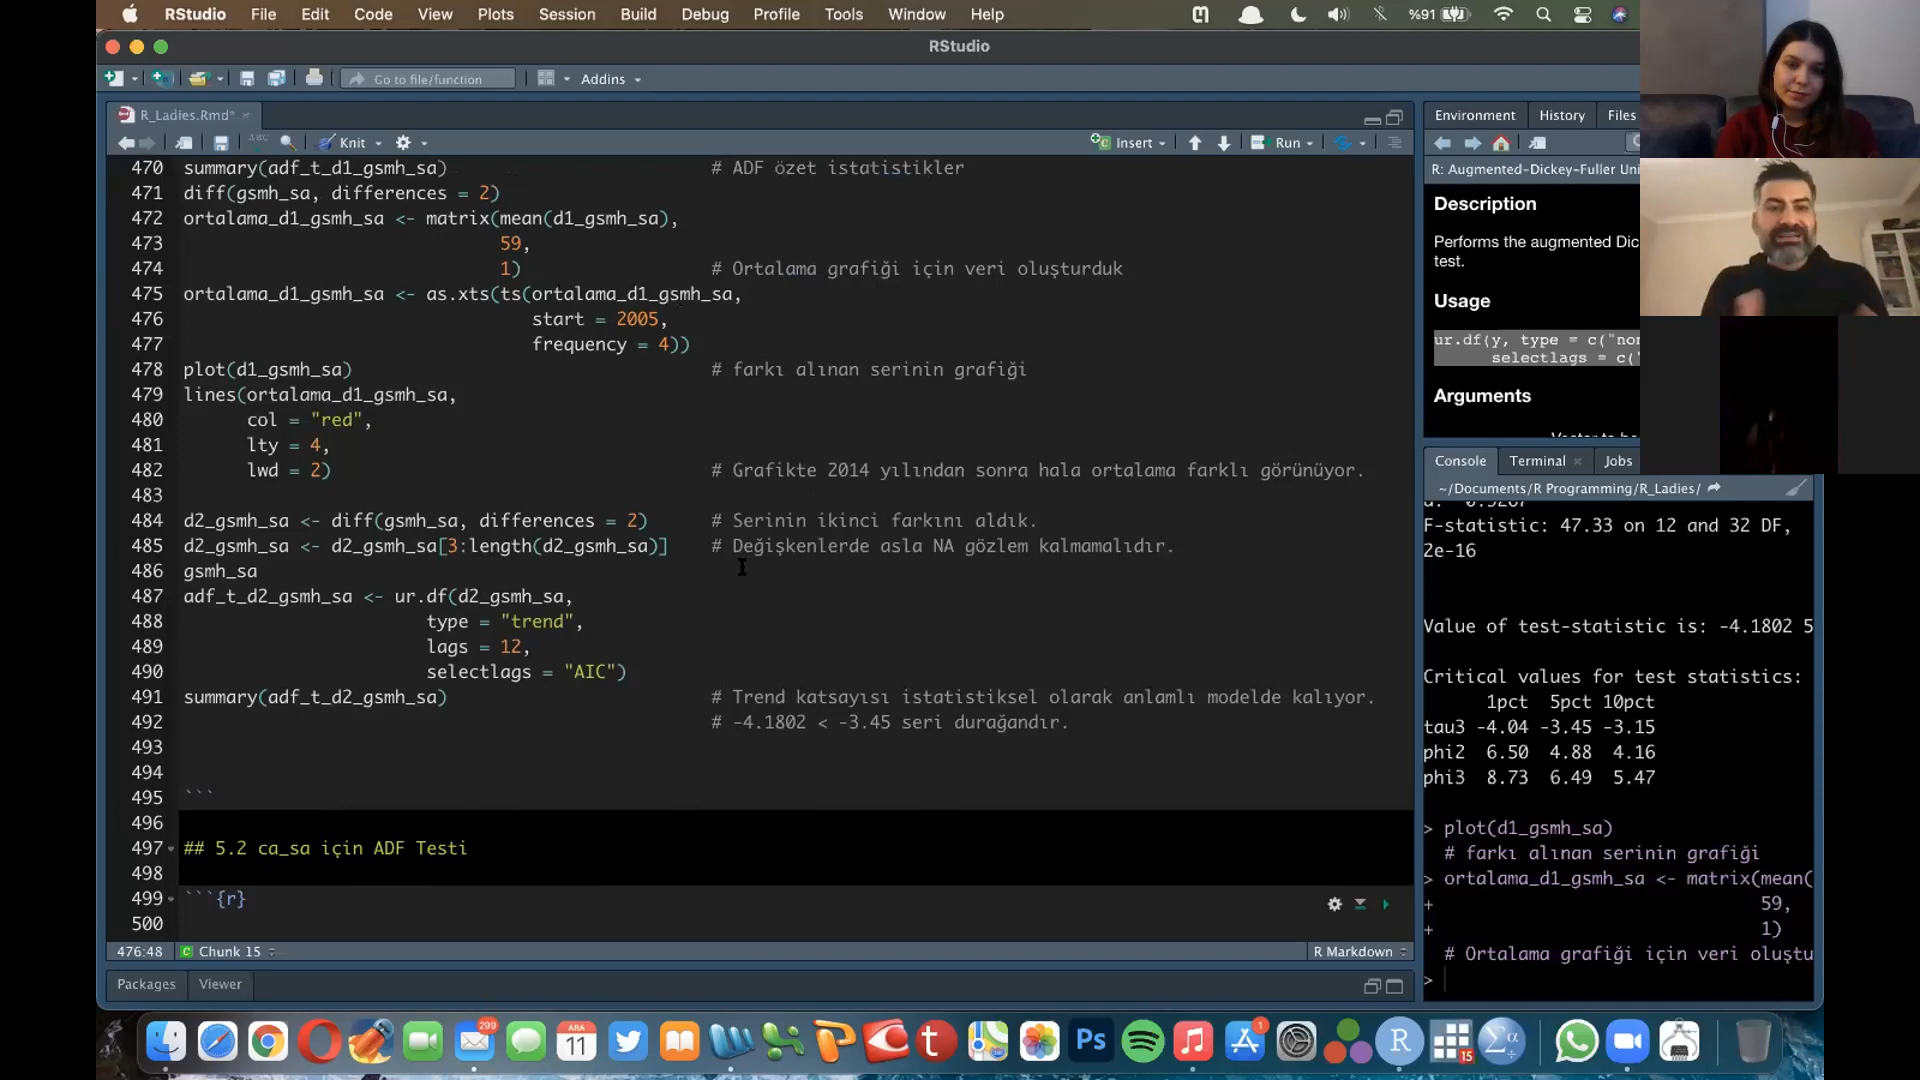 RStudio File Edit Code View Plots Session Build Debug Profile Tools Window Help %91
RStudio
Go to file/function Addins
R_Ladies.Rmd*
Knit Insert Run
470 summary(adf_t_d1_gsmh_sa) # ADF özet istatistikler
471 diff(gsmh_sa, differences = 2)
472 ortalama_d1_gsmh_sa <- matrix(mean(d1_gsmh_sa),
473 59,
474 1) # Ortalama grafiği için veri oluşturduk
475 ortalama_d1_gsmh_sa <- as.xts(ts(ortalama_d1_gsmh_sa,
476 start = 2005,
477 frequency = 4))
478 plot(d1_gsmh_sa) # farkı alınan serinin grafiği
479 lines(ortalama_d1_gsmh_sa,
480 col = "red",
481 lty = 4,
482 lwd = 2) # Grafikte 2014 yılından sonra hala ortalama farklı görünüyor.
483
484 d2_gsmh_sa <- diff(gsmh_sa, differences = 2) # Serinin ikinci farkını aldık.
485 d2_gsmh_sa <- d2_gsmh_sa[3:length(d2_gsmh_sa)] # Değişkenlerde asla NA gözlem kalmamalıdır.
486 gsmh_sa
487 adf_t_d2_gsmh_sa <- ur.df(d2_gsmh_sa,
488 type = "trend",
489 lags = 12,
490 selectlags = "AIC")
491 summary(adf_t_d2_gsmh_sa) # Trend katsayısı istatistiksel olarak anlamlı modelde kalıyor.
492 # -4.1802 < -3.45 seri durağandır.
493
494
495 ```
496
497 ## 5.2 ca_sa için ADF Testi
498
499 ```{r}
500
476:48 Chunk 15 R Markdown
Packages Viewer
Environment History Files
R: Augmented-Dickey-Fuller Uni
Description
Performs the augmented Dic
test.
Usage
ur.df(y, type = c("non
selectlags = c("
Arguments
Console Terminal Jobs
~/Documents/R Programming/R_Ladies/
F-statistic: 47.33 on 12 and 32 DF,
2e-16
Value of test-statistic is: -4.1802 5
Critical values for test statistics:
1pct 5pct 10pct
tau3 -4.04 -3.45 -3.15
phi2 6.50 4.88 4.16
phi3 8.73 6.49 5.47
> plot(d1_gsmh_sa)
# farkı alınan serinin grafiği
> ortalama_d1_gsmh_sa <- matrix(mean(
+ 59,
+ 1)
# Ortalama grafiği için veri oluştu
>
299 ARA 11 Ps 1 R 15